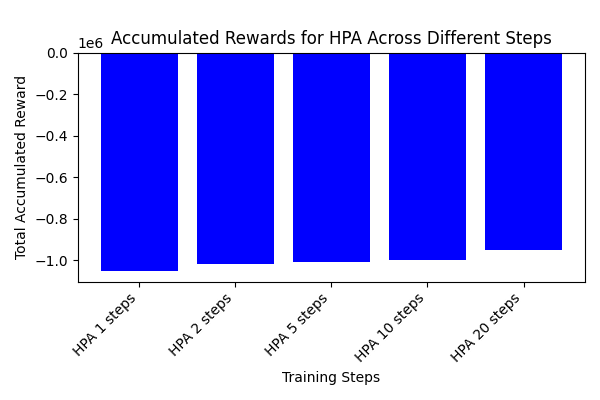 Accumulated Rewards for HPA Across Different Steps
1e6
Total Accumulated Reward
0.0
−0.2
−0.4
−0.6
−0.8
−1.0
HPA 1 steps
HPA 2 steps
HPA 5 steps
HPA 10 steps
HPA 20 steps
Training Steps